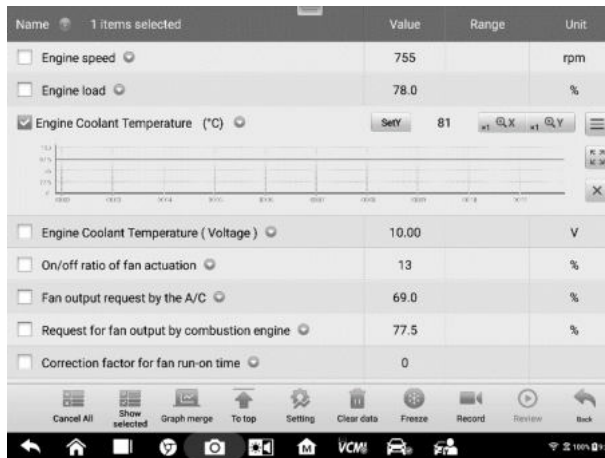 Name 1 items selected Value Range Unit
Engine speed 755 rpm
Engine load 78.0 %
Engine Coolant Temperature (°C) SetY 81 x1 X x1 Y
Engine Coolant Temperature ( Voltage ) 10.00 V
On/off ratio of fan actuation 13 %
Fan output request by the A/C 69.0 %
Request for fan output by combustion engine 77.5 %
Correction factor for fan run-on time 0
Cancel All Show selected Graph merge To top Setting Clear data Freeze Record Review Back
M VCMI 100%